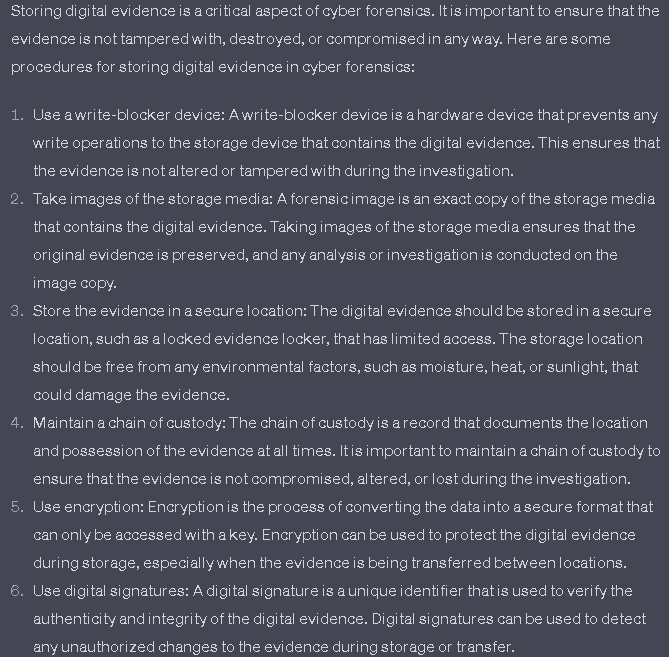 Storing digital evidence is a critical aspect of cyber forensics. It is important to ensure that the
evidence is not tampered with, destroyed, or compromised in any way. Here are some
procedures for storing digital evidence in cyber forensics:
1. Use a write-blocker device: A write-blocker device is a hardware device that prevents any
write operations to the storage device that contains the digital evidence. This ensures that
the evidence is not altered or tampered with during the investigation.
2. Take images of the storage media: A forensic image is an exact copy of the storage media
that contains the digital evidence. Taking images of the storage media ensures that the
original evidence is preserved, and any analysis or investigation is conducted on the
image copy.
3. Store the evidence in a secure location: The digital evidence should be stored in a secure
location, such as a locked evidence locker, that has limited access. The storage location
should be free from any environmental factors, such as moisture, heat, or sunlight, that
could damage the evidence.
4. Maintain a chain of custody: The chain of custody is a record that documents the location
and possession of the evidence at all times. It is important to maintain a chain of custody to
ensure that the evidence is not compromised, altered, or lost during the investigation.
5. Use encryption: Encryption is the process of converting the data into a secure format that
can only be accessed with a key. Encryption can be used to protect the digital evidence
during storage, especially when the evidence is being transferred between locations.
6. Use digital signatures: A digital signature is a unique identifier that is used to verify the
authenticity and integrity of the digital evidence. Digital signatures can be used to detect
any unauthorized changes to the evidence during storage or transfer.